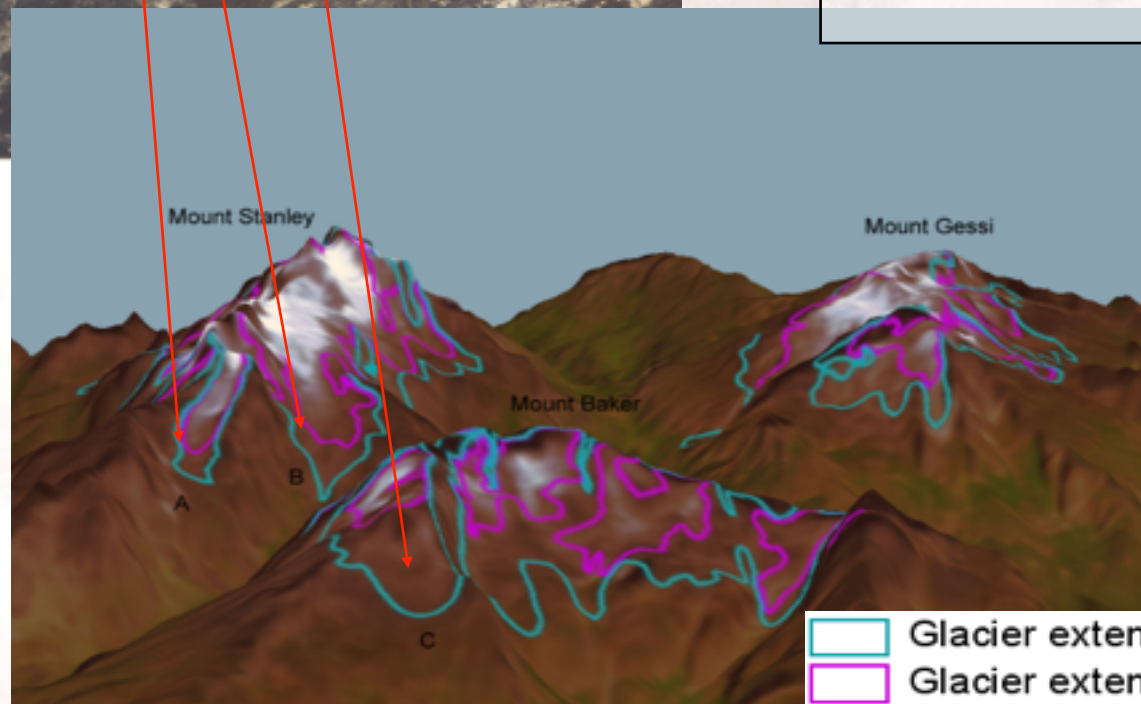 Mount Stanley
Mount Gessi
Mount Baker
B
A
C
Glacier exten
Glacier exten